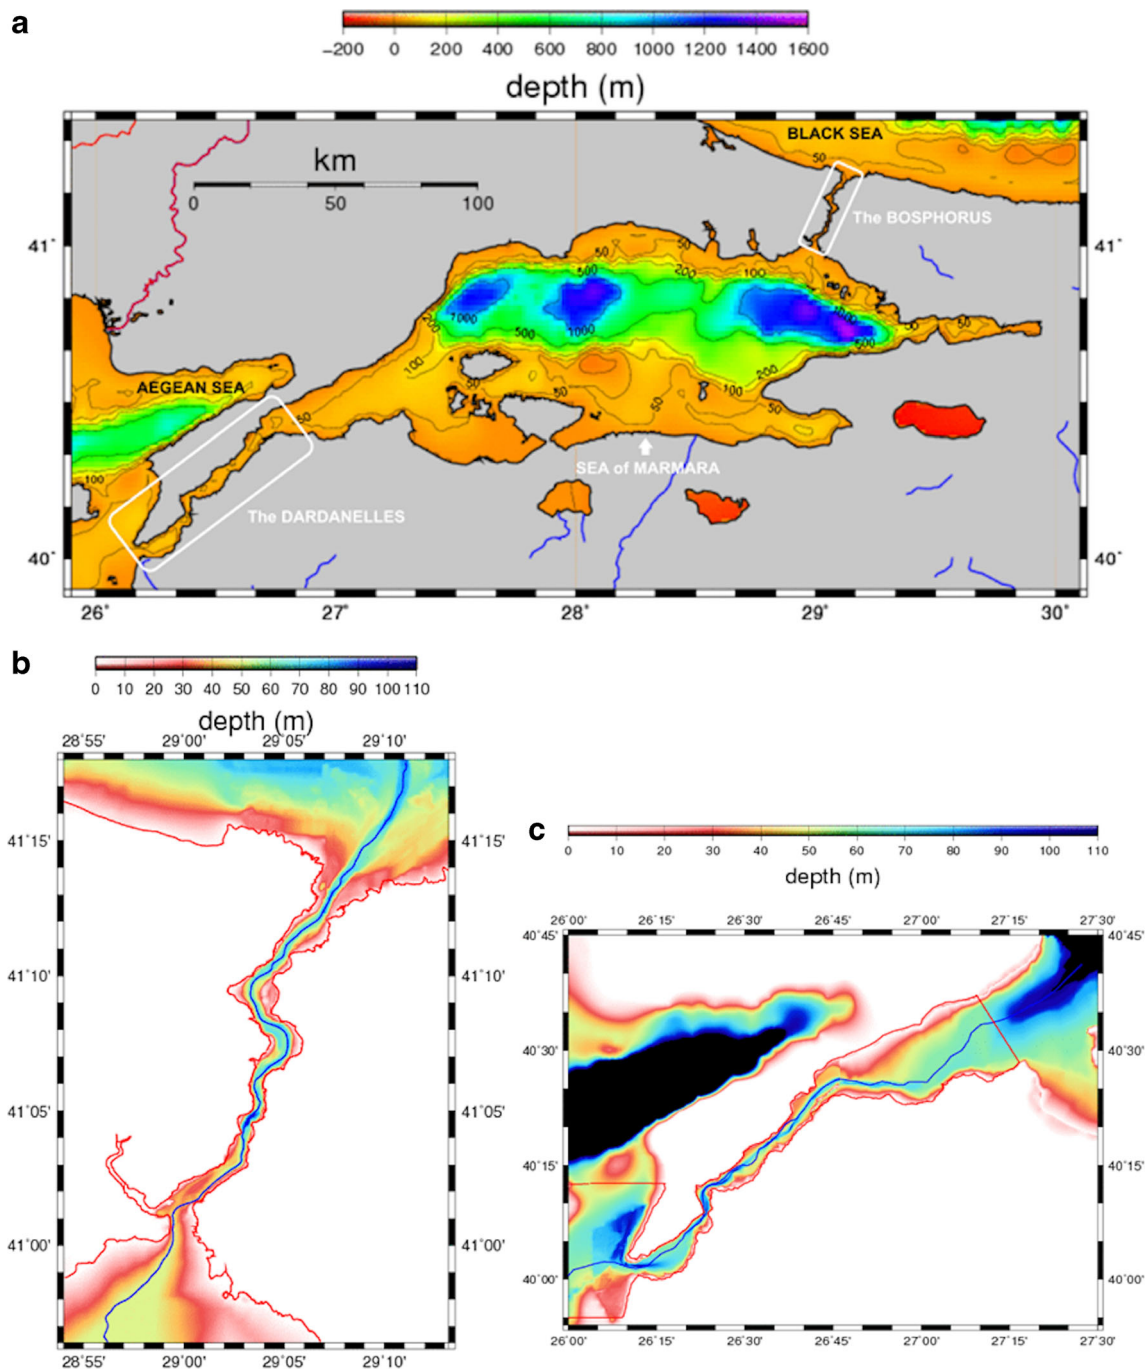 a
−200 0 200 400 600 800 1000 1200 1400 1600
depth (m)
BLACK SEA
50
km
0 50 100
The BOSPHORUS
41˚ 41˚
50 50
500 200 100
1000 1000 1000
200 500 500
50 50
100
AEGEAN SEA
50 50 50 100 200
50 50
100
SEA of MARMARA
The DARDANELLES
40˚ 40˚
26˚ 27˚ 28˚ 29˚ 30˚
b
0 10 20 30 40 50 60 70 80 90 100 110
depth (m)
28˚55' 29˚00' 29˚05' 29˚10'
41˚15' 41˚15'
41˚10' 41˚10'
41˚05' 41˚05'
41˚00' 41˚00'
28˚55' 29˚00' 29˚05' 29˚10'
c
0 10 20 30 40 50 60 70 80 90 100 110
depth (m)
26˚00' 26˚15' 26˚30' 26˚45' 27˚00' 27˚15' 27˚30'
40˚45' 40˚45'
40˚30' 40˚30'
40˚15' 40˚15'
40˚00' 40˚00'
26˚00' 26˚15' 26˚30' 26˚45' 27˚00' 27˚15' 27˚30'